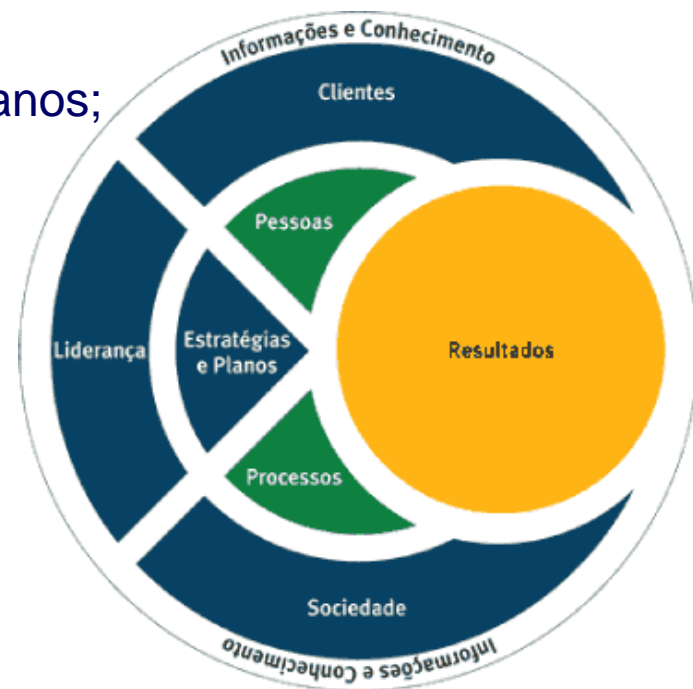 Informações e Conhecimento
anos;
Clientes
Pessoas
Liderança
Estratégias
e Planos
Resultados
Processos
Sociedade
Informações e Conhecimento